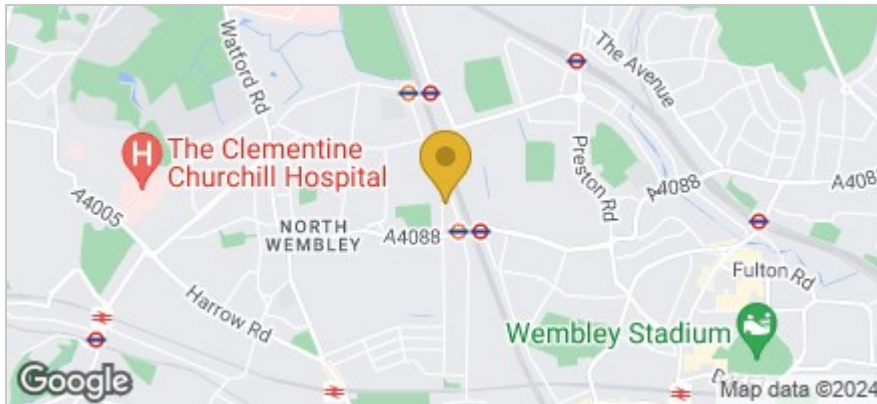 Watford Rd
The Avenue
The Clementine
Churchill Hospital
H
Preston Rd
A4088
A4088
A4005
NORTH
WEMBLEY
A4088
Fulton Rd
Harrow Rd
Wembley Stadium
Google
Map data ©2024